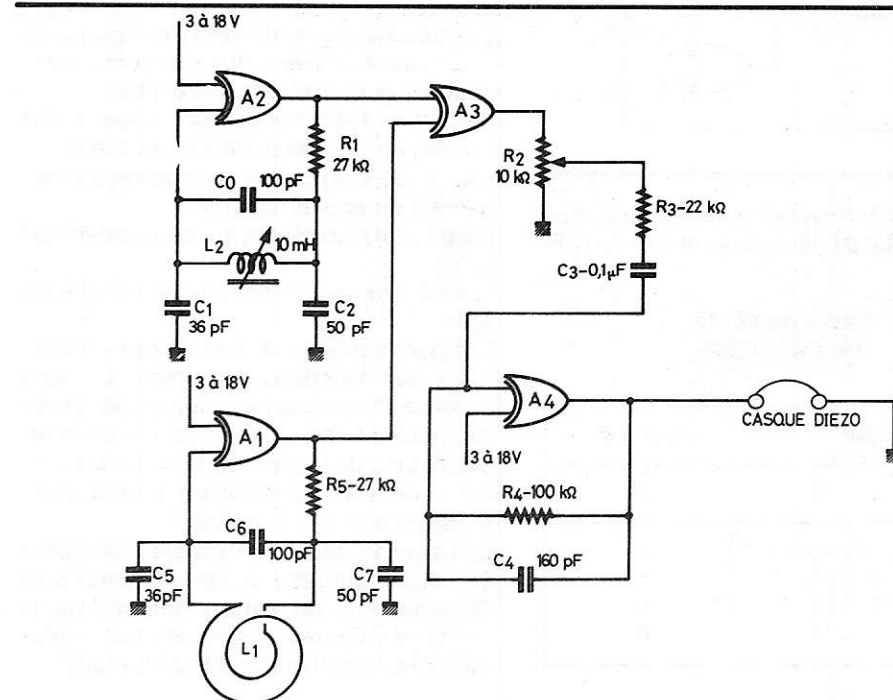 3 à 18 V
A2
A3
R1
27 kΩ
C0
100 pF
R2
10 kΩ
R3-22 kΩ
L2
10 mH
C3-0,1µF
C1
36 pF
C2
50 pF
3 à 18V
A1
A4
3 à 18V
CASQUE DIEZO
R5-27 kΩ
R4-100 kΩ
C6
100pF
C4
160 pF
C5
36pF
C7
50 pF
L1